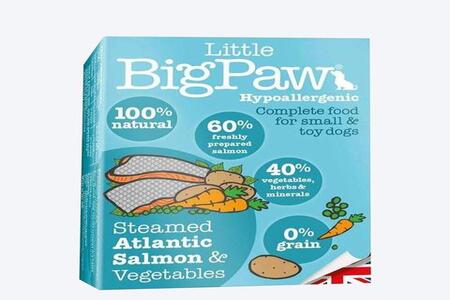 Little
BigPaw
Hypoallergenic
Complete food
for small &
toy dogs
100%
natural
60%
freshly
prepared
salmon
40%
vegetables,
herbs &
minerals
0%
grain
Steamed
Atlantic
Salmon &
Vegetables